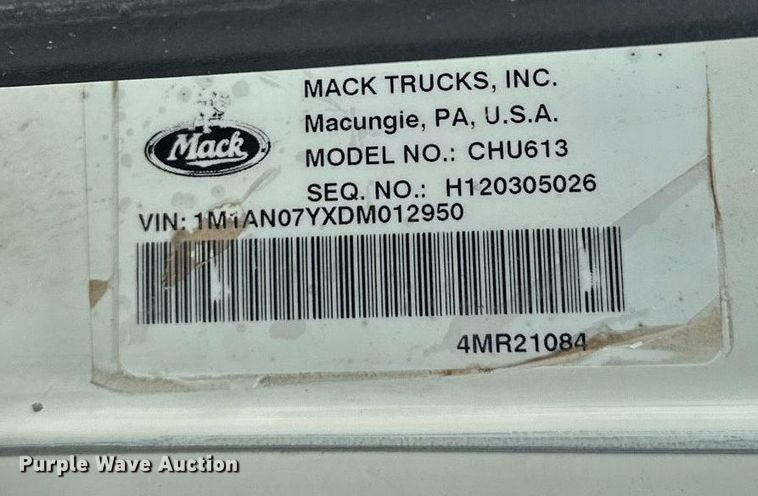 MACK TRUCKS, INC.
Macungie, PA, U.S.A.
Mack
MODEL NO.: CHU613
SEQ. NO.: H120305026
VIN: 1M1AN07YXDM012950
4MR21084
Purple Wave Auction